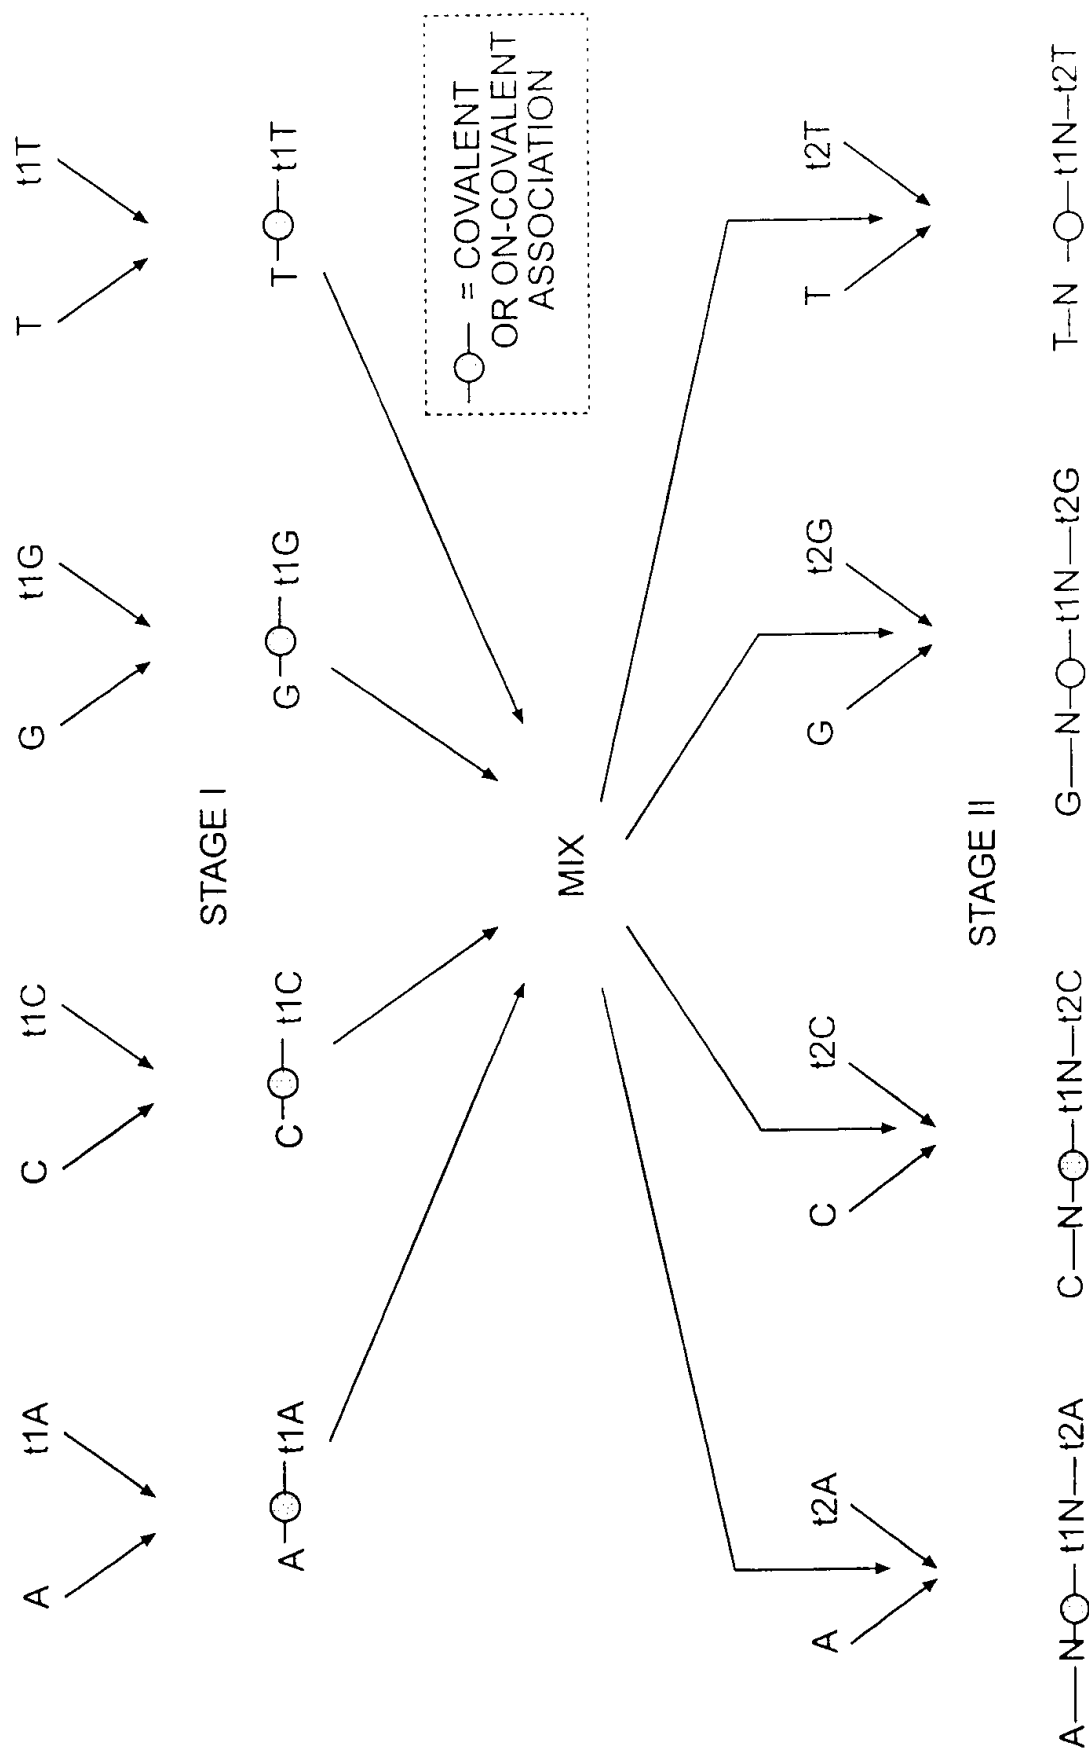 A t1A C t1C G t1G T t1T
STAGE I
A t1A C t1C G t1G T t1T
= COVALENT
OR ON-COVALENT
ASSOCIATION
MIX
A t2A C t2C G t2G T t2T
STAGE II
A—N t1N—t2A C—N t1N—t2C G—N t1N—t2G T—N t1N—t2T